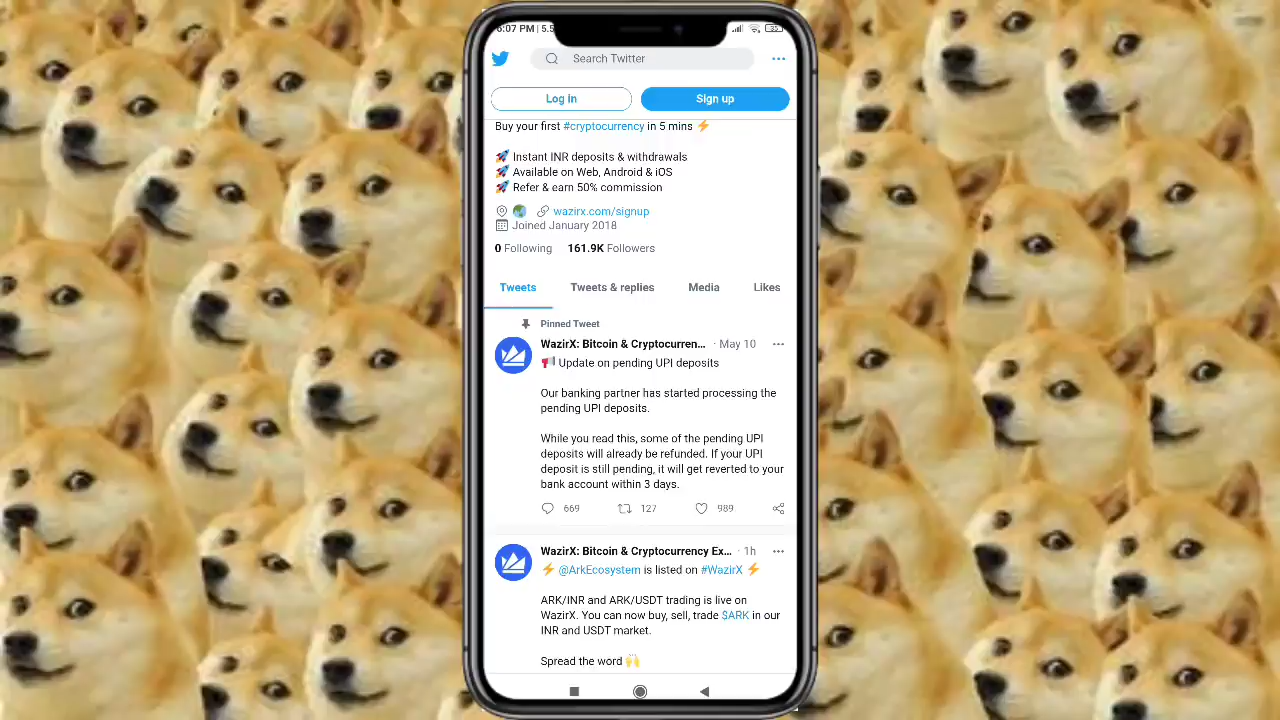 6:07 PM | 5.5
Search Twitter
Log in
Sign up
Buy your first #cryptocurrency in 5 mins ⚡
🚀 Instant INR deposits & withdrawals
🚀 Available on Web, Android & iOS
🚀 Refer & earn 50% commission
🌏 wazirx.com/signup
Joined January 2018
0 Following 161.9K Followers
Tweets Tweets & replies Media Likes
Pinned Tweet
WazirX: Bitcoin & Cryptocurren... · May 10
📢 Update on pending UPI deposits
Our banking partner has started processing the
pending UPI deposits.
While you read this, some of the pending UPI
deposits will already be refunded. If your UPI
deposit is still pending, it will get reverted to your
bank account within 3 days.
669 127 989
WazirX: Bitcoin & Cryptocurrency Ex... · 1h
⚡ @ArkEcosystem is listed on #WazirX ⚡
ARK/INR and ARK/USDT trading is live on
WazirX. You can now buy, sell, trade $ARK in our
INR and USDT market.
Spread the word 🙌